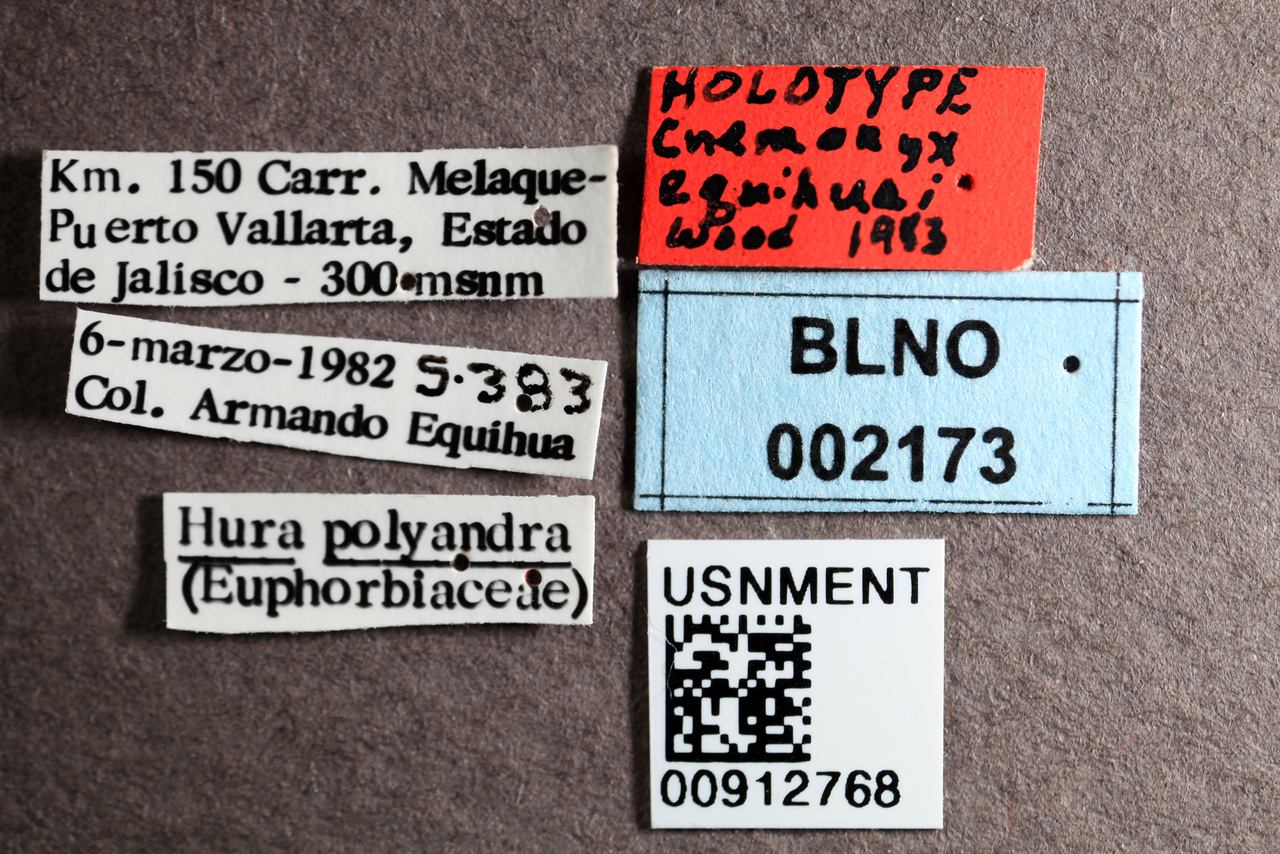 Km. 150 Carr. Melaque-
Puerto Vallarta, Estado
de Jalisco - 300 msnm
6-marzo-1982 S.383
Col. Armando Equihua
Hura polyandra
(Euphorbiaceae)
HOLOTYPE
Cnemonyx
equihuai
Wood 1983
BLNO
002173
USNMENT
00912768